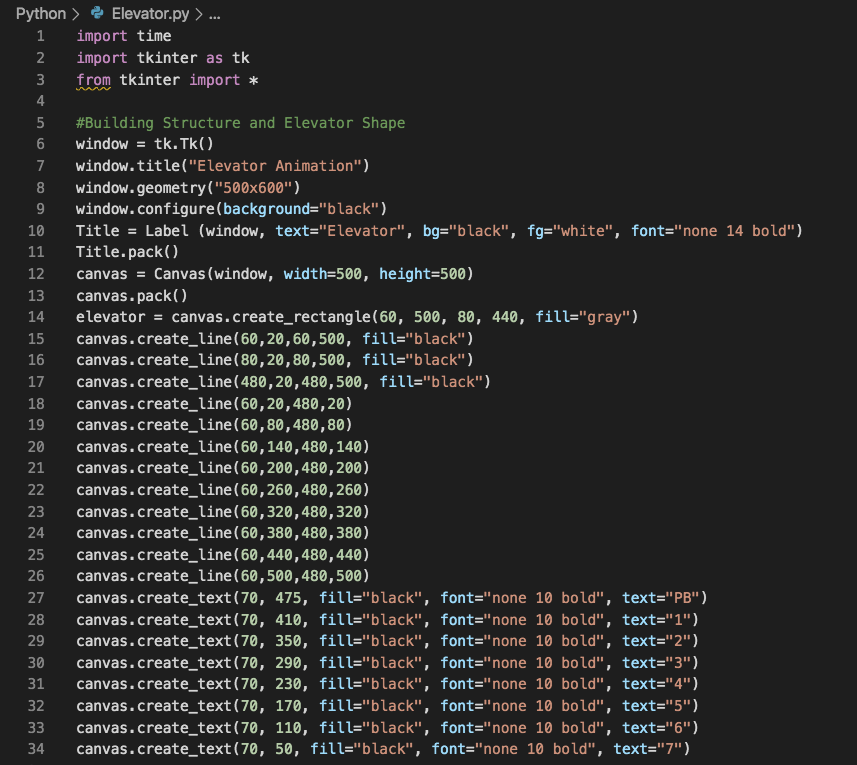 Python > Elevator.py > ...
1 import time
2 import tkinter as tk
3 from tkinter import *
4
5 #Building Structure and Elevator Shape
6 window = tk.Tk()
7 window.title("Elevator Animation")
8 window.geometry("500x600")
9 window.configure(background="black")
10 Title = Label (window, text="Elevator", bg="black", fg="white", font="none 14 bold")
11 Title.pack()
12 canvas = Canvas(window, width=500, height=500)
13 canvas.pack()
14 elevator = canvas.create_rectangle(60, 500, 80, 440, fill="gray")
15 canvas.create_line(60,20,60,500, fill="black")
16 canvas.create_line(80,20,80,500, fill="black")
17 canvas.create_line(480,20,480,500, fill="black")
18 canvas.create_line(60,20,480,20)
19 canvas.create_line(60,80,480,80)
20 canvas.create_line(60,140,480,140)
21 canvas.create_line(60,200,480,200)
22 canvas.create_line(60,260,480,260)
23 canvas.create_line(60,320,480,320)
24 canvas.create_line(60,380,480,380)
25 canvas.create_line(60,440,480,440)
26 canvas.create_line(60,500,480,500)
27 canvas.create_text(70, 475, fill="black", font="none 10 bold", text="PB")
28 canvas.create_text(70, 410, fill="black", font="none 10 bold", text="1")
29 canvas.create_text(70, 350, fill="black", font="none 10 bold", text="2")
30 canvas.create_text(70, 290, fill="black", font="none 10 bold", text="3")
31 canvas.create_text(70, 230, fill="black", font="none 10 bold", text="4")
32 canvas.create_text(70, 170, fill="black", font="none 10 bold", text="5")
33 canvas.create_text(70, 110, fill="black", font="none 10 bold", text="6")
34 canvas.create_text(70, 50, fill="black", font="none 10 bold", text="7")